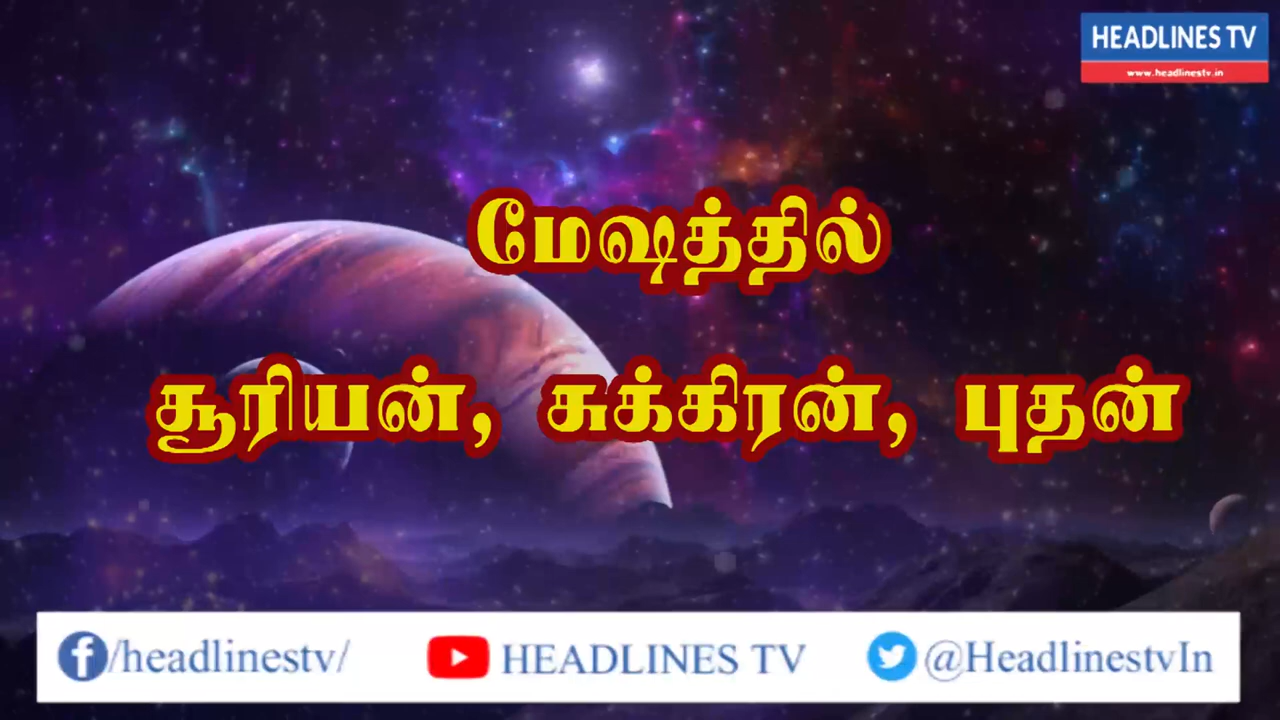 HEADLINES TV
www.headlinestv.in
மேஷத்தில்
சூரியன், சுக்கிரன், புதன்
/headlinestv/ HEADLINES TV @HeadlinestvIn